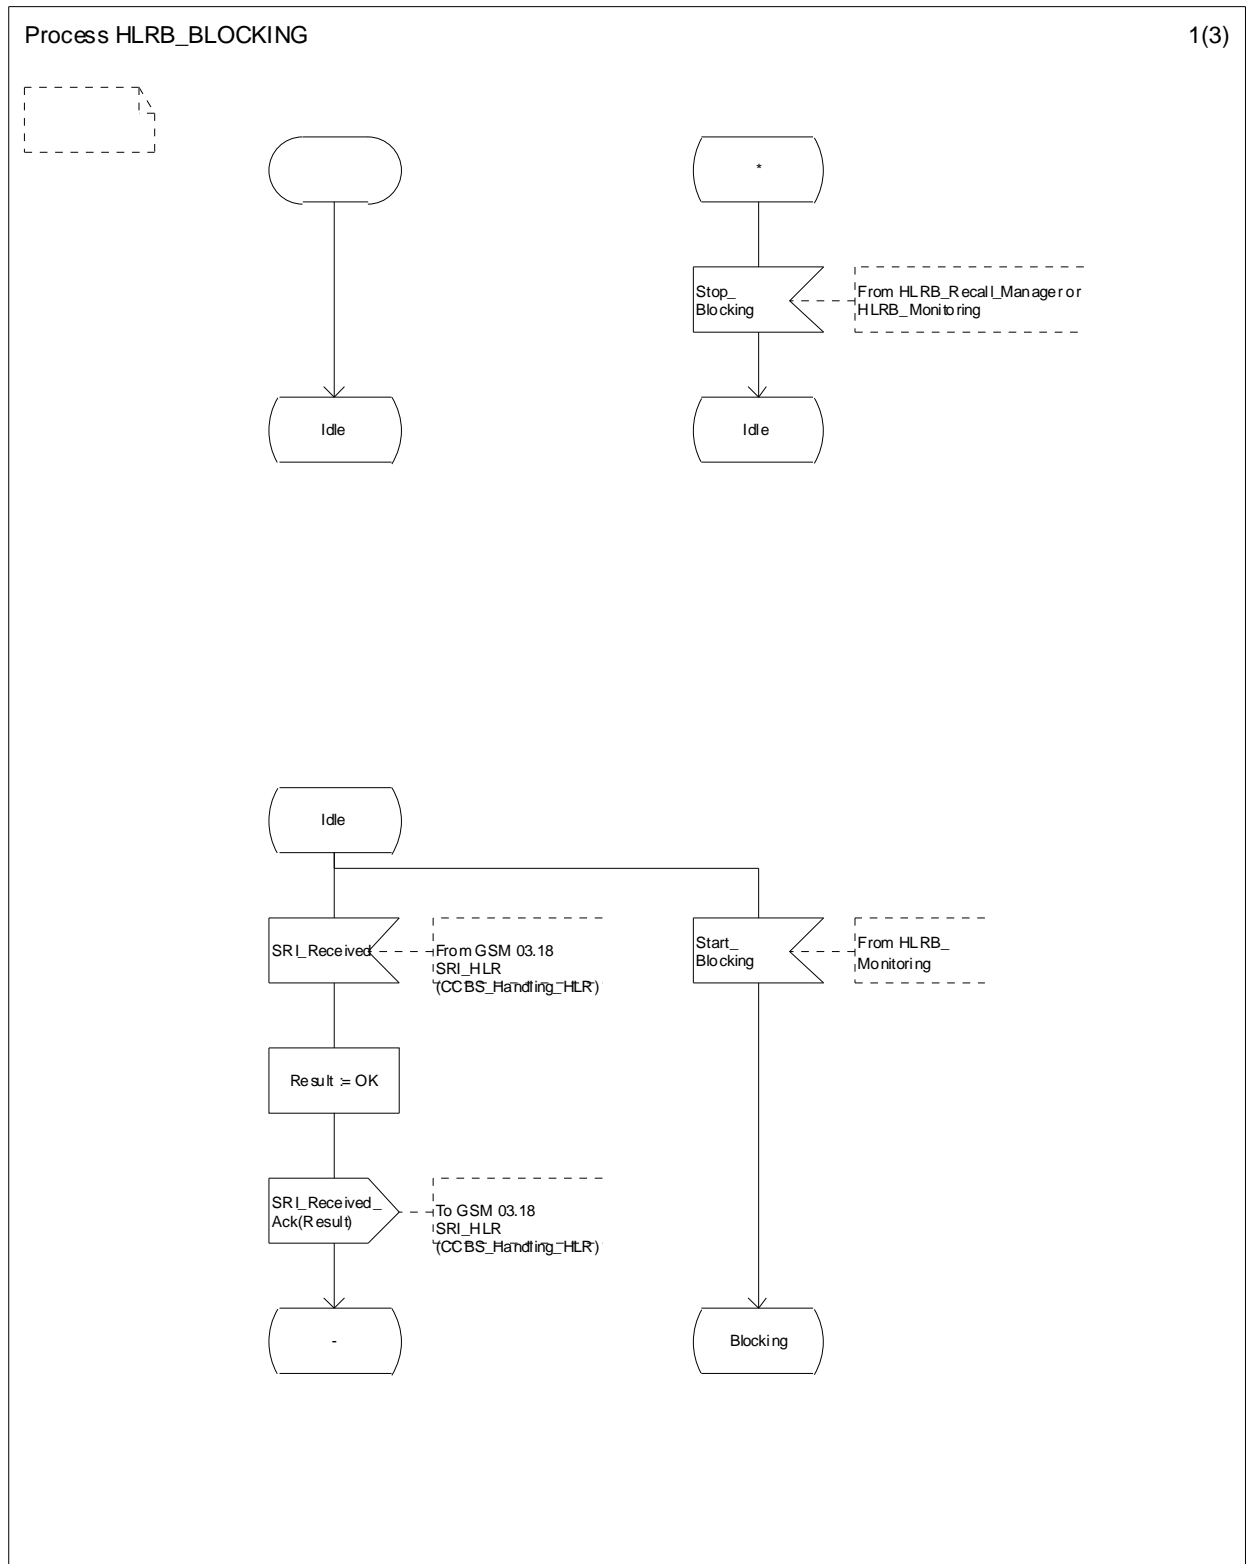 Process HLRB_BLOCKING
1(3)
*
Stop_
Blocking
From HLRB_Recall_Manager or
HLRB_Monitoring
Idle
Idle
Idle
SRI_Received
From GSM 03.18
SRI_HLR
(CCBS_Handling_HLR)
Start_
Blocking
From HLRB_
Monitoring
Result := OK
SRI_Received_
Ack(Result)
To GSM 03.18
SRI_HLR
(CCBS_Handling_HLR)
-
Blocking